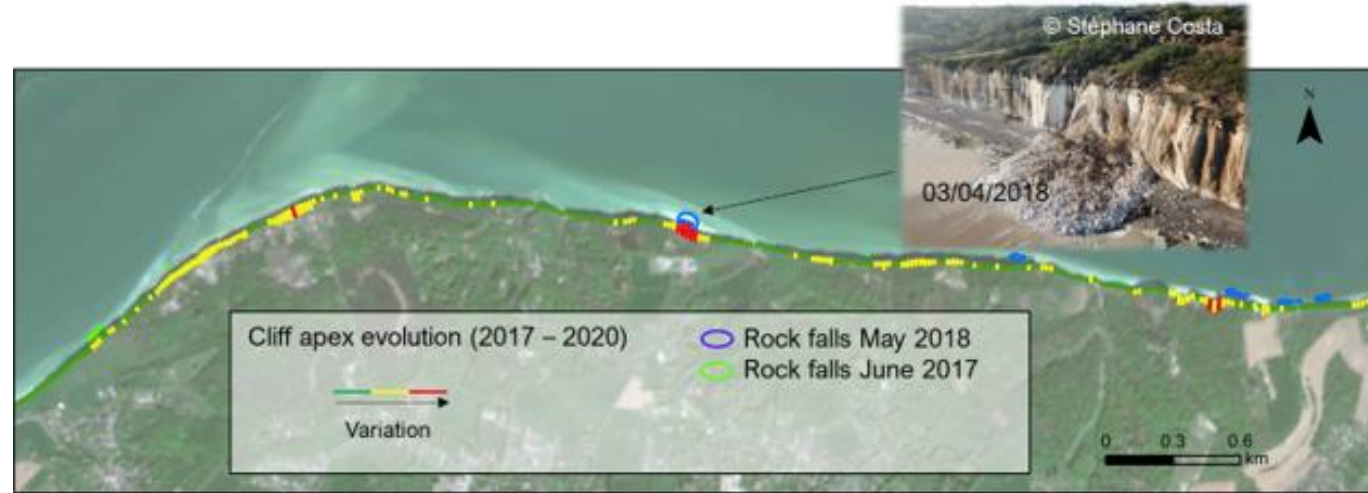 © Stéphane Costa
N
03/04/2018
Cliff apex evolution (2017 – 2020)
Variation
Rock falls May 2018
Rock falls June 2017
0 0.3 0.6
km